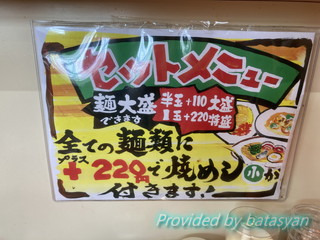 セットメニュー
麺大盛できます
半玉+110 大盛
1玉+220 特盛
全ての麺類に
プラス
+220円で焼めし小が
付きます!
Provided by batasyan